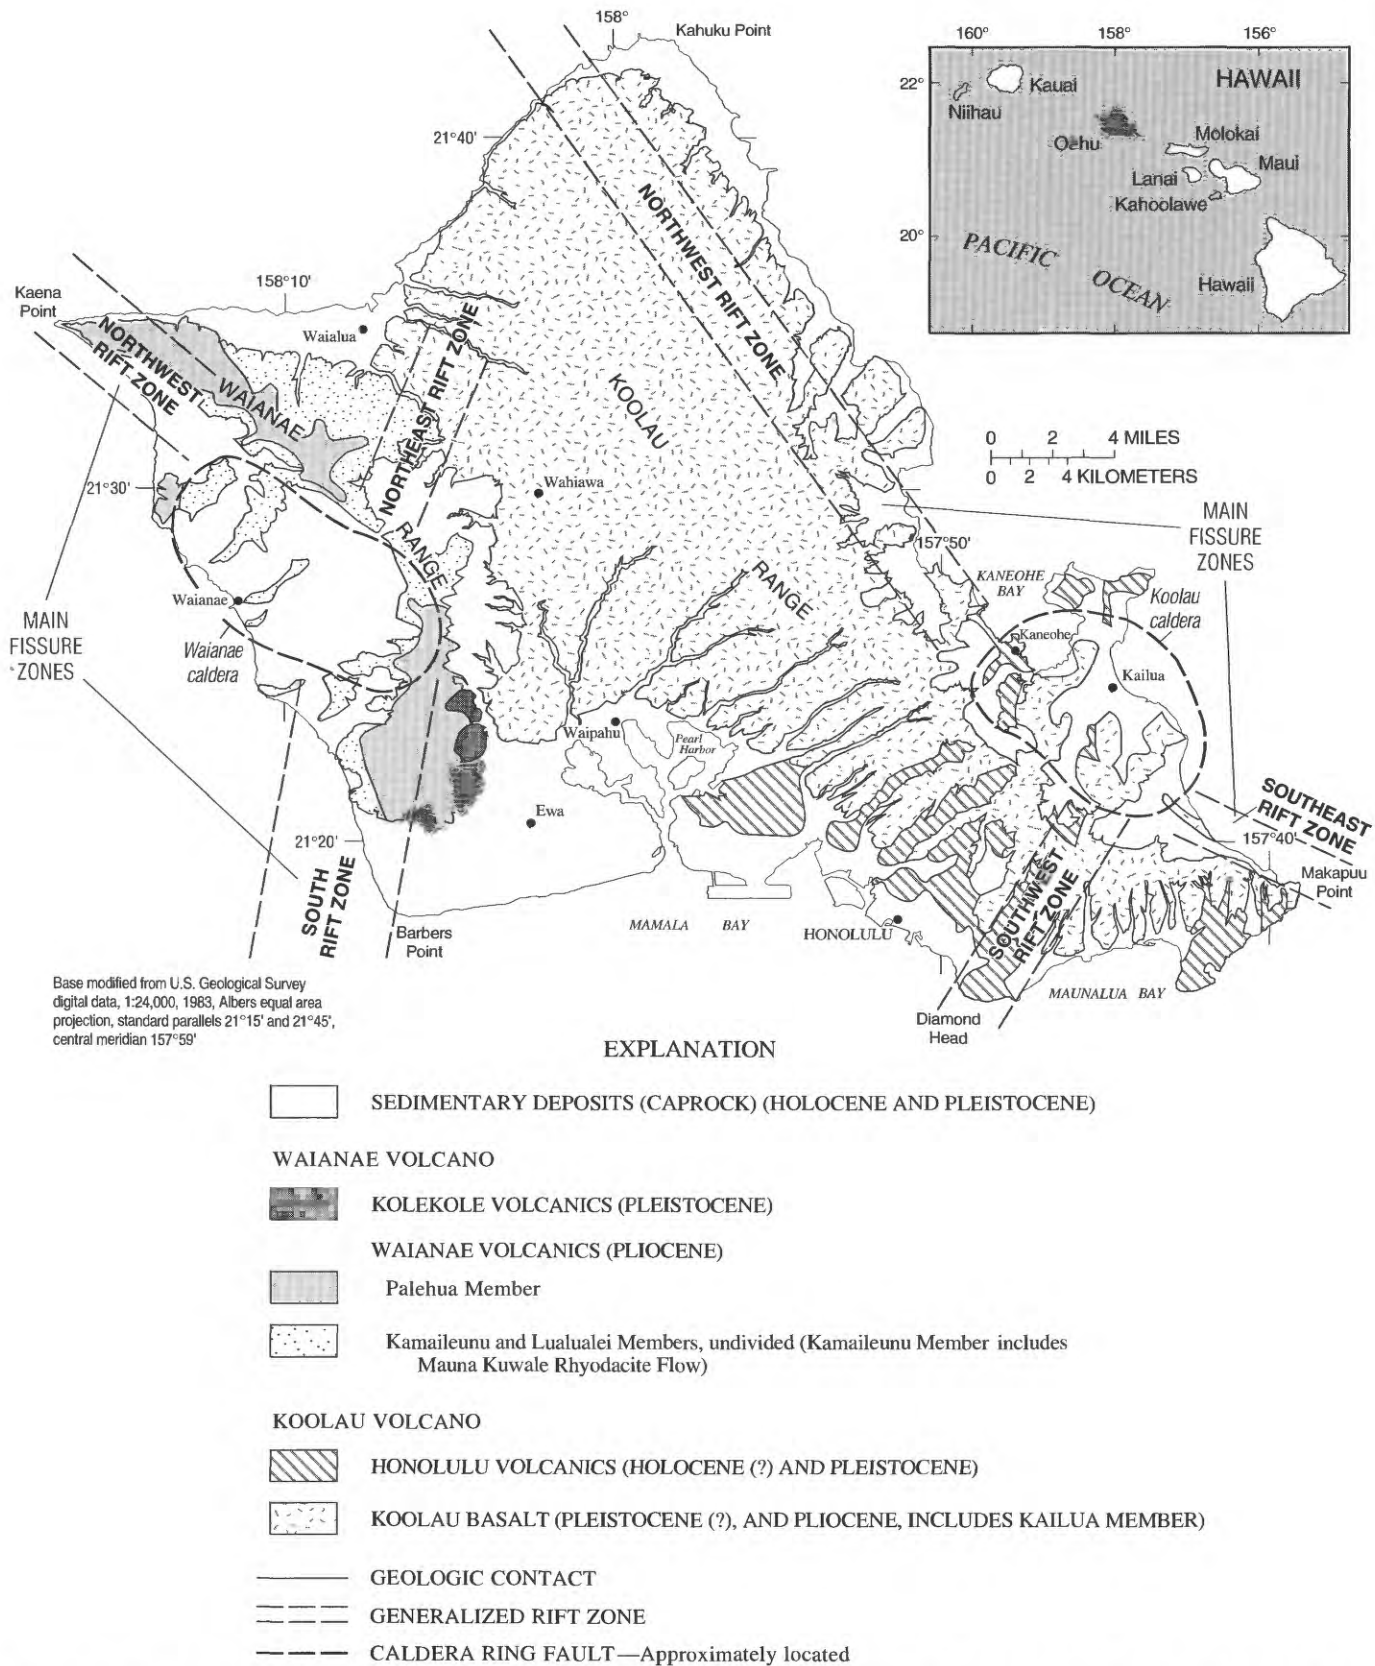 158°
Kahuku Point
21°40'
158°10'
Kaena
Point
Waialua
NORTHWEST
RIFT ZONE
WAIANAE
NORTHEAST RIFT ZONE
NORTHWEST RIFT ZONE
KOOLAU
RANGE
21°30'
Wahiawa
RANGE
MAIN
FISSURE
ZONES
Waianae
Waianae
caldera
157°50'
KANEOHE
BAY
MAIN
FISSURE
ZONES
Koolau
caldera
Kaneohe
Kailua
Waipahu
Pearl
Harbor
Ewa
21°20'
SOUTH
RIFT ZONE
Barbers
Point
MAMALA BAY
HONOLULU
SOUTHWEST
RIFT ZONE
SOUTHEAST
RIFT ZONE
157°40'
Makapuu
Point
MAUNALUA BAY
Diamond
Head
0 2 4 MILES
0 2 4 KILOMETERS
160° 158° 156°
22°
20°
HAWAII
Kauai
Niihau
Oahu
Molokai
Maui
Lanai
Kahoolawe
PACIFIC
OCEAN
Hawaii
Base modified from U.S. Geological Survey
digital data, 1:24,000, 1983, Albers equal area
projection, standard parallels 21°15' and 21°45',
central meridian 157°59'
EXPLANATION
SEDIMENTARY DEPOSITS (CAPROCK) (HOLOCENE AND PLEISTOCENE)
WAIANAE VOLCANO
KOLEKOLE VOLCANICS (PLEISTOCENE)
WAIANAE VOLCANICS (PLIOCENE)
Palehua Member
Kamaileunu and Lualualei Members, undivided (Kamaileunu Member includes
Mauna Kuwale Rhyodacite Flow)
KOOLAU VOLCANO
HONOLULU VOLCANICS (HOLOCENE (?) AND PLEISTOCENE)
KOOLAU BASALT (PLEISTOCENE (?), AND PLIOCENE, INCLUDES KAILUA MEMBER)
GEOLOGIC CONTACT
GENERALIZED RIFT ZONE
CALDERA RING FAULT—Approximately located